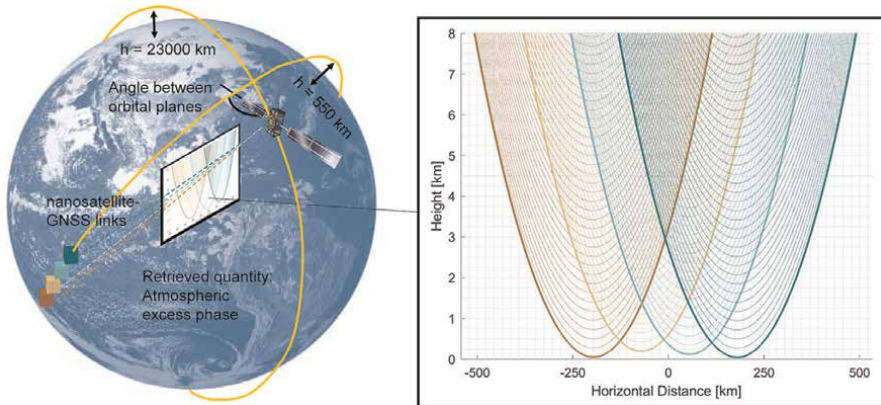 h = 23000 km
Angle between
orbital planes
h = 550 km
nanosatellite-
GNSS links
Retrieved quantity:
Atmospheric
excess phase
8
7
6
5
4
3
2
1
0
Height [km]
-500
-250
0
250
500
Horizontal Distance [km]